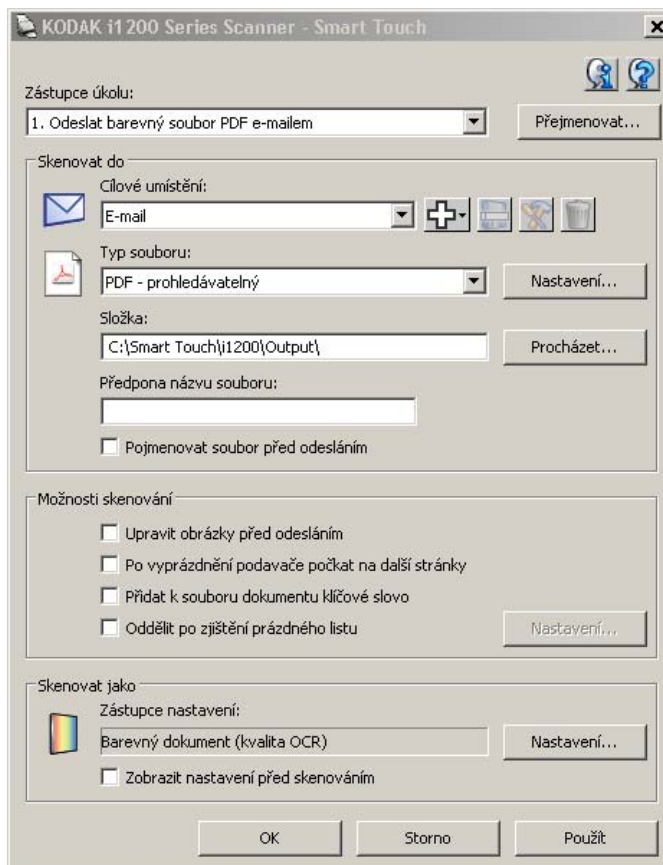 KODAK i1200 Series Scanner - Smart Touch
Zástupce úkolu:
1. Odeslat barevný soubor PDF e-mailem
Přejmenovat...
Skenovat do
Cílové umístění:
E-mail
Typ souboru:
PDF - prohledávatelný
Nastavení...
Složka:
C:\Smart Touch\i1200\Output\
Procházet...
Předpona názvu souboru:
Pojmenovat soubor před odesláním
Možnosti skenování
Upravit obrázky před odesláním
Po vyprázdnění podavače počkat na další stránky
Přidat k souboru dokumentu klíčové slovo
Oddělit po zjištění prázdného listu
Nastavení...
Skenovat jako
Zástupce nastavení:
Barevný dokument (kvalita OCR)
Nastavení...
Zobrazit nastavení před skenováním
OK
Storno
Použít